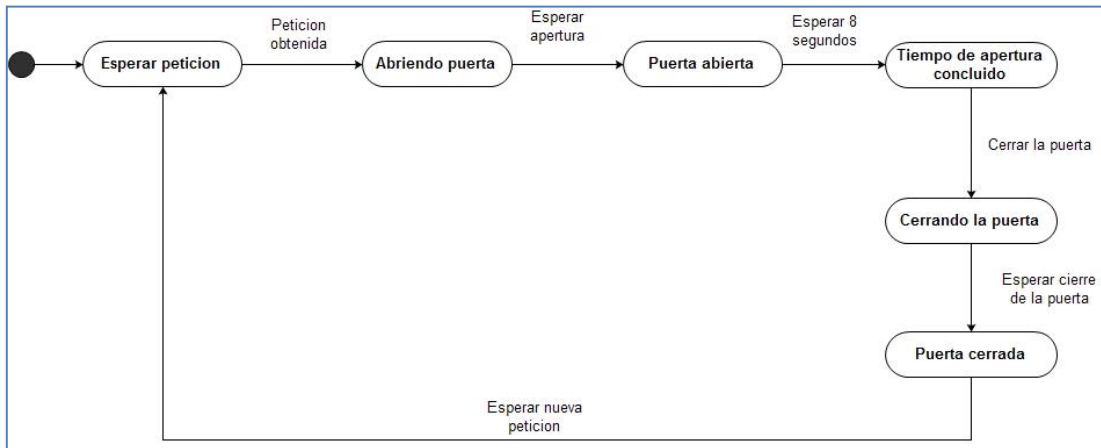 Esperar peticion
Peticion
obtenida
Abriendo puerta
Esperar
apertura
Puerta abierta
Esperar 8
segundos
Tiempo de apertura
concluido
Cerrar la puerta
Cerrando la puerta
Esperar cierre
de la puerta
Puerta cerrada
Esperar nueva
peticion